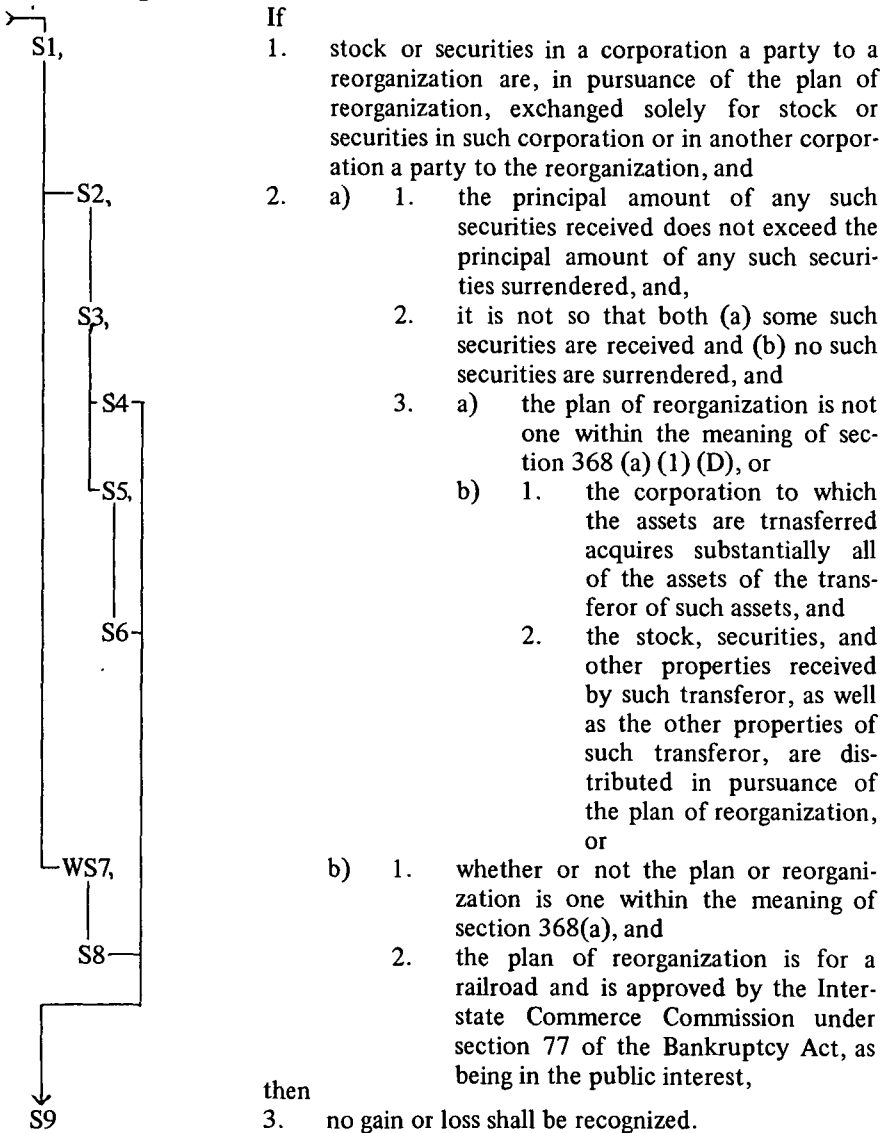 If
S1, 1. stock or securities in a corporation a party to a
reorganization are, in pursuance of the plan of
reorganization, exchanged solely for stock or
securities in such corporation or in another corpor-
ation a party to the reorganization, and
S2, 2. a) 1. the principal amount of any such
securities received does not exceed the
principal amount of any such securi-
ties surrendered, and,
S3, 2. it is not so that both (a) some such
securities are received and (b) no such
securities are surrendered, and
S4 3. a) the plan of reorganization is not
one within the meaning of sec-
tion 368 (a) (1) (D), or
S5, b) 1. the corporation to which
the assets are trnasferred
acquires substantially all
of the assets of the trans-
feror of such assets, and
S6 2. the stock, securities, and
other properties received
by such transferor, as well
as the other properties of
such transferor, are dis-
tributed in pursuance of
the plan of reorganization,
or
WS7, b) 1. whether or not the plan or reorgani-
zation is one within the meaning of
section 368(a), and
S8 2. the plan of reorganization is for a
railroad and is approved by the Inter-
state Commerce Commission under
section 77 of the Bankruptcy Act, as
being in the public interest,
then
S9 3. no gain or loss shall be recognized.